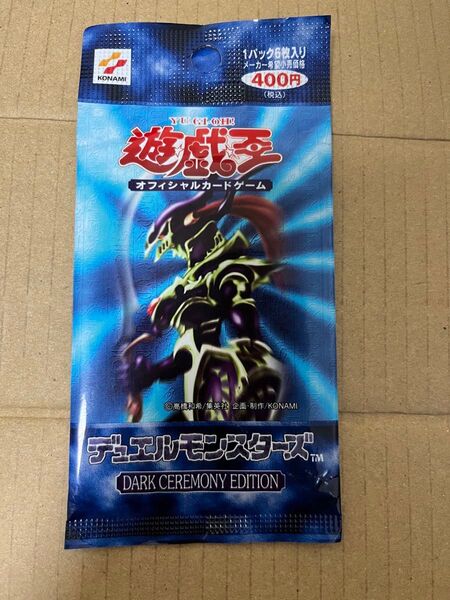 KONAMI
1パック6枚入り
メーカー希望小売価格
400円
(税込)
YU-GI-OH!
遊戯王
オフィシャルカードゲーム
©高橋和希/集英社 企画・制作/KONAMI
デュエルモンスターズ™
DARK CEREMONY EDITION